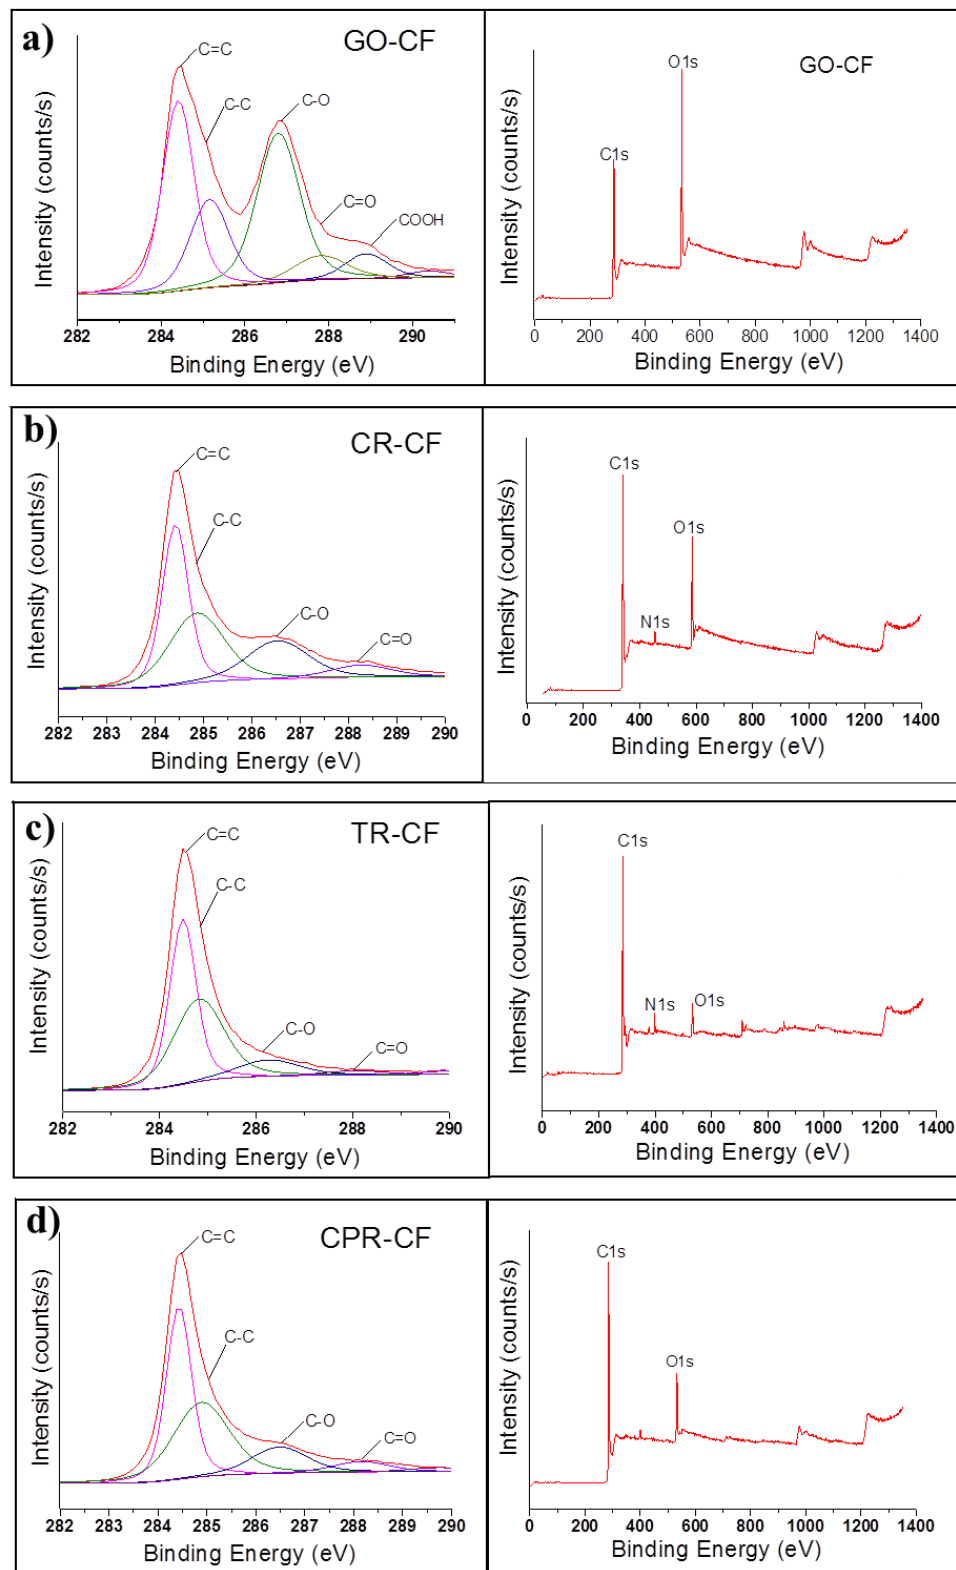 a)
GO-CF
C=C
C-C
C-O
C=O
COOH
Intensity (counts/s)
282 284 286 288 290
Binding Energy (eV)
GO-CF
O1s
C1s
Intensity (counts/s)
0 200 400 600 800 1000 1200 1400
Binding Energy (eV)
b)
CR-CF
C=C
C-C
C-O
C=O
Intensity (counts/s)
282 283 284 285 286 287 288 289 290
Binding Energy (eV)
C1s
O1s
N1s
Intensity (counts/s)
0 200 400 600 800 1000 1200 1400
Binding Energy (eV)
c)
TR-CF
C=C
C-C
C-O
C=O
Intensity (counts/s)
282 284 286 288 290
Binding Energy (eV)
C1s
N1s
O1s
Intensity (counts/s)
0 200 400 600 800 1000 1200 1400
Binding Energy (eV)
d)
CPR-CF
C=C
C-C
C-O
C=O
Intensity (counts/s)
282 283 284 285 286 287 288 289 290
Binding Energy (eV)
C1s
O1s
Intensity (counts/s)
0 200 400 600 800 1000 1200 1400
Binding Energy (eV)